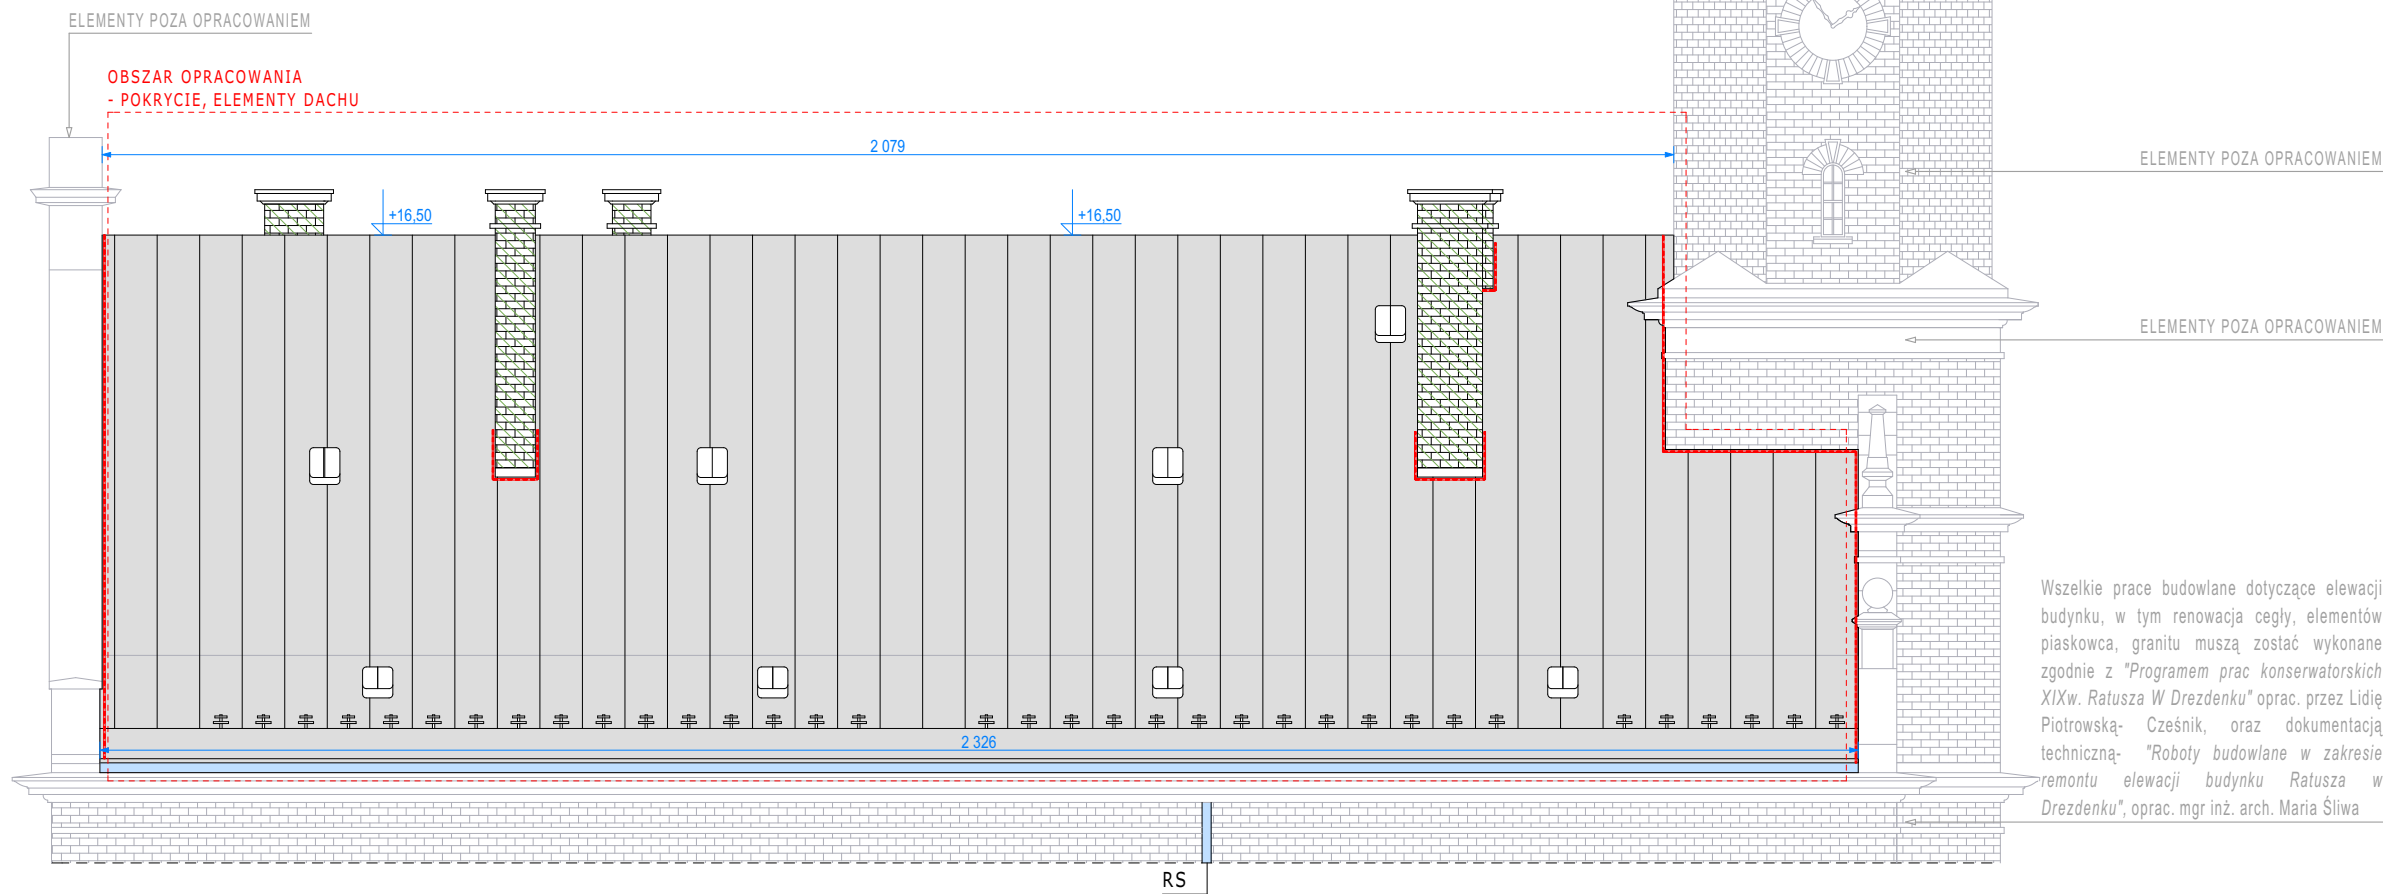 ELEMENTY POZA OPRACOWANIEM
OBSZAR OPRACOWANIA
- POKRYCIE, ELEMENTY DACHU
2 079
ELEMENTY POZA OPRACOWANIEM
+16,50
+16,50
ELEMENTY POZA OPRACOWANIEM
Wszelkie prace budowlane dotyczące elewacji
budynku, w tym renowacja cegły, elementów
piaskowca, granitu muszą zostać wykonane
zgodnie z "Programem prac konserwatorskich
XIXw. Ratusza W Drezdenku" oprac. przez Lidię
Piotrowską- Cześnik, oraz dokumentacją
techniczną- "Roboty budowlane w zakresie
remontu elewacji budynku Ratusza w
Drezdenku", oprac. mgr inż. arch. Maria Śliwa
2 326
RS